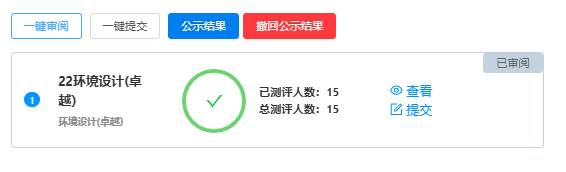 一键审阅 一键提交 公示结果 撤回公示结果
已审阅
1
22环境设计(卓
越)
环境设计(卓越)
已测评人数：15
总测评人数：15
查看
提交